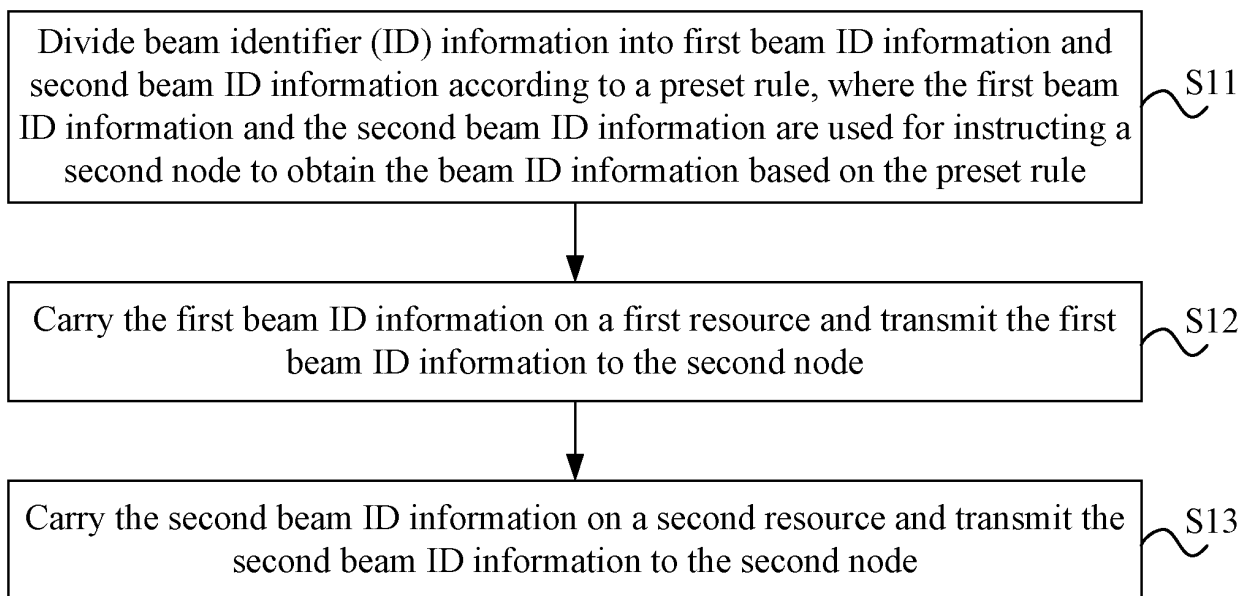 Divide beam identifier (ID) information into first beam ID information and
second beam ID information according to a preset rule, where the first beam
ID information and the second beam ID information are used for instructing a
second node to obtain the beam ID information based on the preset rule
S11
Carry the first beam ID information on a first resource and transmit the first
beam ID information to the second node
S12
Carry the second beam ID information on a second resource and transmit the
second beam ID information to the second node
S13